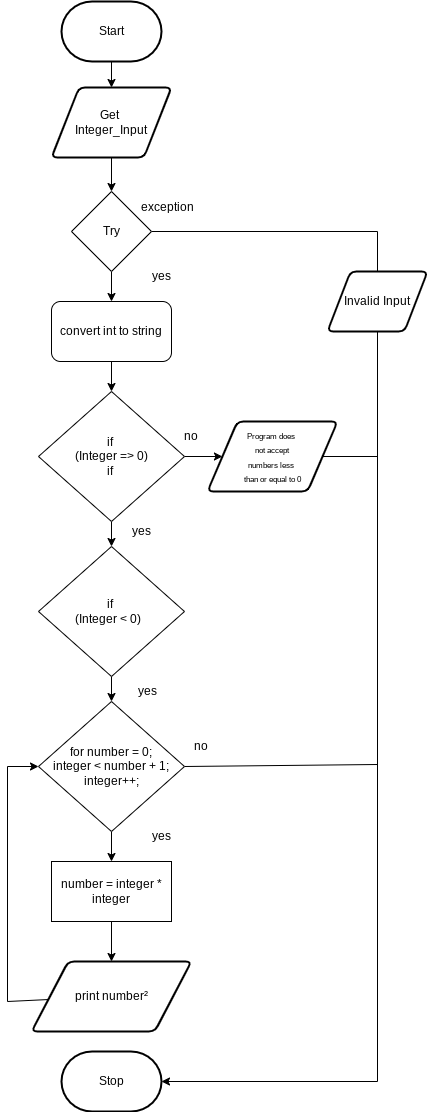 Start
Get
Integer_Input
exception
Try
yes
Invalid Input
convert int to string
no
if
(Integer => 0)
if
Program does
not accept
numbers less
than or equal to 0
yes
if
(Integer < 0)
yes
no
for number = 0;
integer < number + 1;
integer++;
yes
number = integer *
integer
print number²
Stop